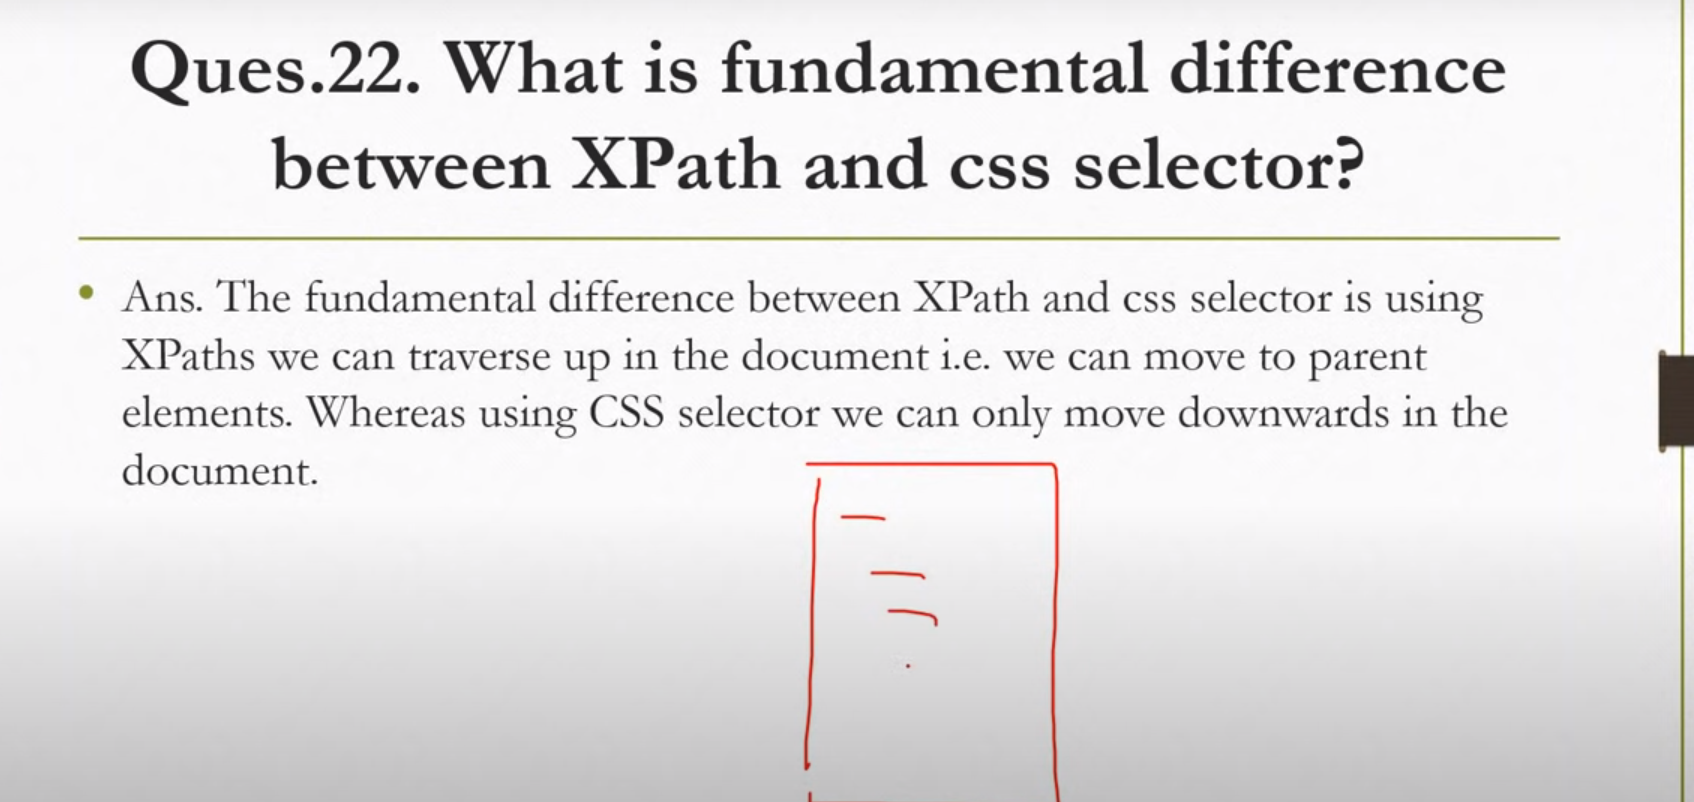 Ques.22. What is fundamental difference
between XPath and css selector?
• Ans. The fundamental difference between XPath and css selector is using
XPaths we can traverse up in the document i.e. we can move to parent
elements. Whereas using CSS selector we can only move downwards in the
document.